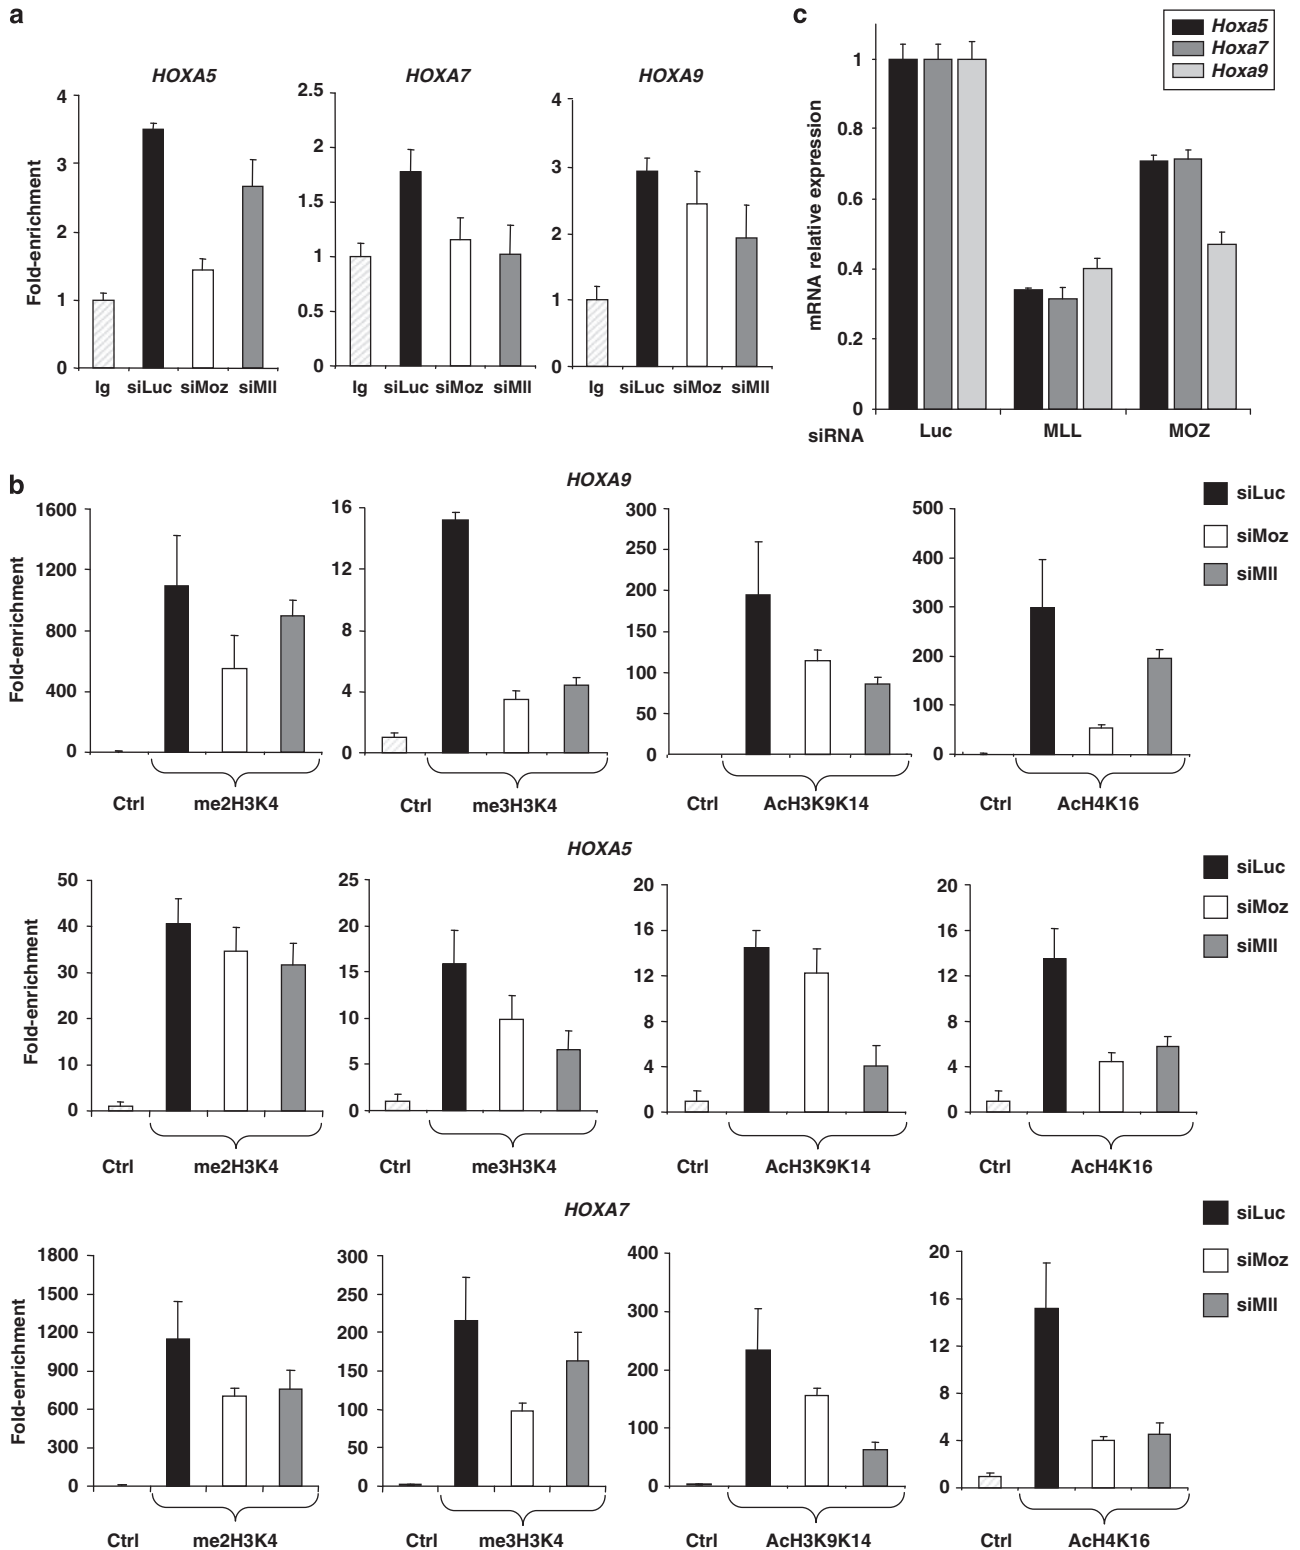 a
HOXA5
HOXA7
HOXA9
Fold-enrichment
4
3
2
1
0
Ig siLuc siMoz siMll
2.5
2
1.5
1
0.5
0
Ig siLuc siMoz siMll
4
3
2
1
0
Ig siLuc siMoz siMll
c
Hoxa5
Hoxa7
Hoxa9
mRNA relative expression
1
0.8
0.6
0.4
0.2
0
siRNA Luc MLL MOZ
b
HOXA9
Fold-enrichment
1600
1200
800
400
0
Ctrl me2H3K4
16
12
8
4
0
Ctrl me3H3K4
300
250
200
150
100
50
0
Ctrl AcH3K9K14
500
400
300
200
100
0
Ctrl AcH4K16
siLuc
siMoz
siMll
HOXA5
Fold-enrichment
50
40
30
20
10
0
Ctrl me2H3K4
25
20
15
10
5
0
Ctrl me3H3K4
20
16
12
8
4
0
Ctrl AcH3K9K14
20
16
12
8
4
0
Ctrl AcH4K16
siLuc
siMoz
siMll
HOXA7
Fold-enrichment
1800
1500
1200
900
600
300
0
Ctrl me2H3K4
300
250
200
150
100
50
0
Ctrl me3H3K4
400
300
200
100
0
Ctrl AcH3K9K14
20
16
12
8
4
0
Ctrl AcH4K16
siLuc
siMoz
siMll